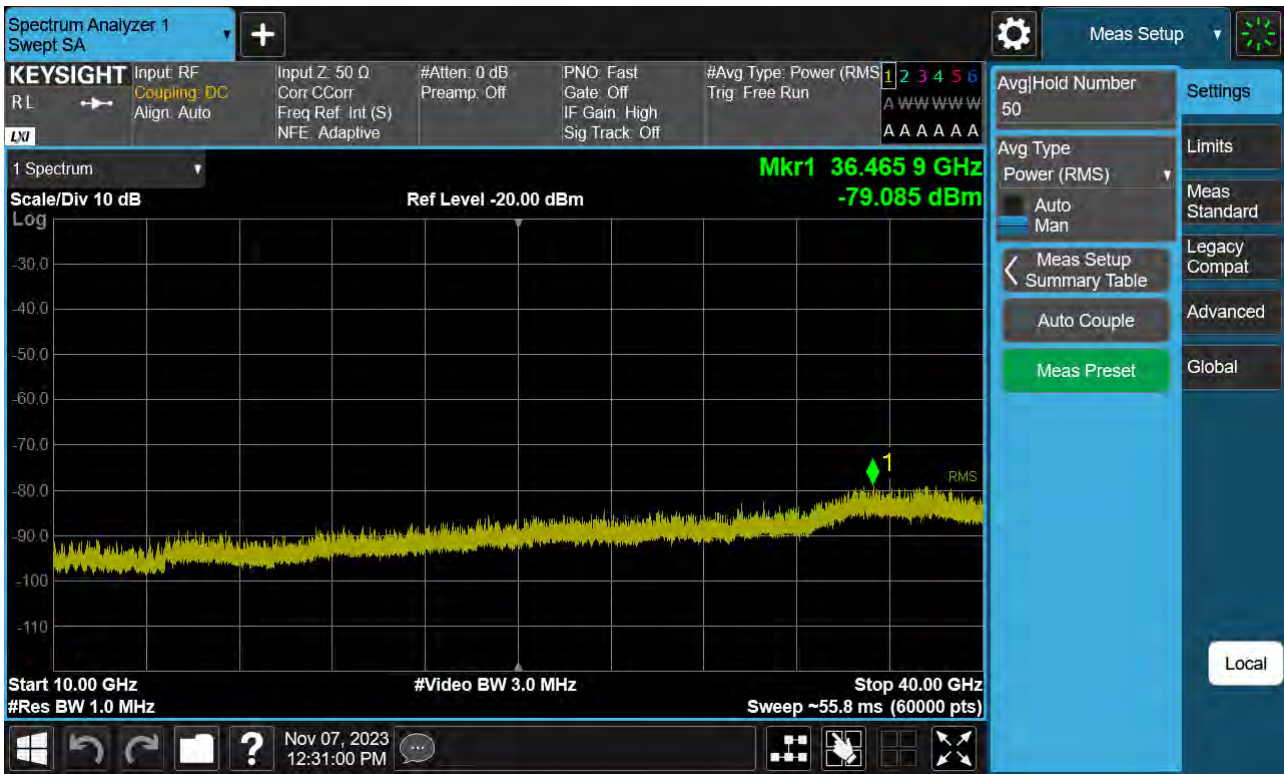 Spectrum Analyzer 1
Swept SA
+
Meas Setup
KEYSIGHT
R L
LXI
Input: RF
Coupling: DC
Align: Auto
Input Z: 50 Ω
Corr CCorr
Freq Ref: Int (S)
NFE: Adaptive
#Atten: 0 dB
Preamp: Off
PNO: Fast
Gate: Off
IF Gain: High
Sig Track: Off
#Avg Type: Power (RMS
Trig: Free Run
1 2 3 4 5 6
A W W W W W
A A A A A A
1 Spectrum
Mkr1 36.465 9 GHz
-79.085 dBm
Scale/Div 10 dB
Ref Level -20.00 dBm
Log
-30.0
-40.0
-50.0
-60.0
-70.0
-80.0
-90.0
-100
-110
1
RMS
Start 10.00 GHz
#Video BW 3.0 MHz
Stop 40.00 GHz
#Res BW 1.0 MHz
Sweep ~55.8 ms (60000 pts)
Avg|Hold Number
50
Avg Type
Power (RMS)
Auto
Man
Meas Setup
Summary Table
Auto Couple
Meas Preset
Settings
Limits
Meas
Standard
Legacy
Compat
Advanced
Global
Local
?
Nov 07, 2023
12:31:00 PM